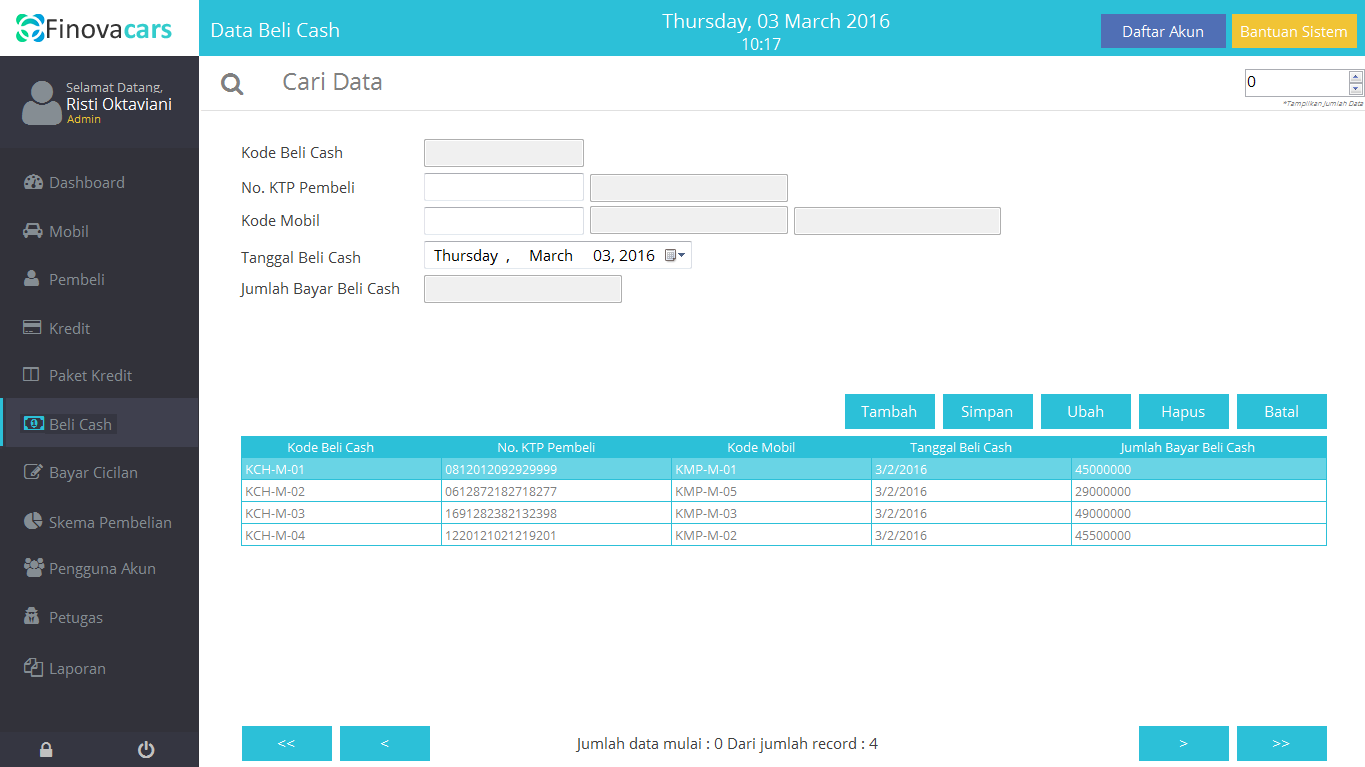 Finovacars
Data Beli Cash
Thursday, 03 March 2016
10:17
Daftar Akun
Bantuan Sistem
Selamat Datang,
Risti Oktaviani
Admin
Cari Data
0
*Tampilkan Jumlah Data
Dashboard
Mobil
Pembeli
Kredit
Paket Kredit
Beli Cash
Bayar Cicilan
Skema Pembelian
Pengguna Akun
Petugas
Laporan
Kode Beli Cash
No. KTP Pembeli
Kode Mobil
Tanggal Beli Cash Thursday , March 03, 2016
Jumlah Bayar Beli Cash
Tambah Simpan Ubah Hapus Batal
Kode Beli Cash No. KTP Pembeli Kode Mobil Tanggal Beli Cash Jumlah Bayar Beli Cash
KCH-M-01 0812012092929999 KMP-M-01 3/2/2016 45000000
KCH-M-02 0612872182718277 KMP-M-05 3/2/2016 29000000
KCH-M-03 1691282382132398 KMP-M-03 3/2/2016 49000000
KCH-M-04 1220121021219201 KMP-M-02 3/2/2016 45500000
<< < Jumlah data mulai : 0 Dari jumlah record : 4 > >>